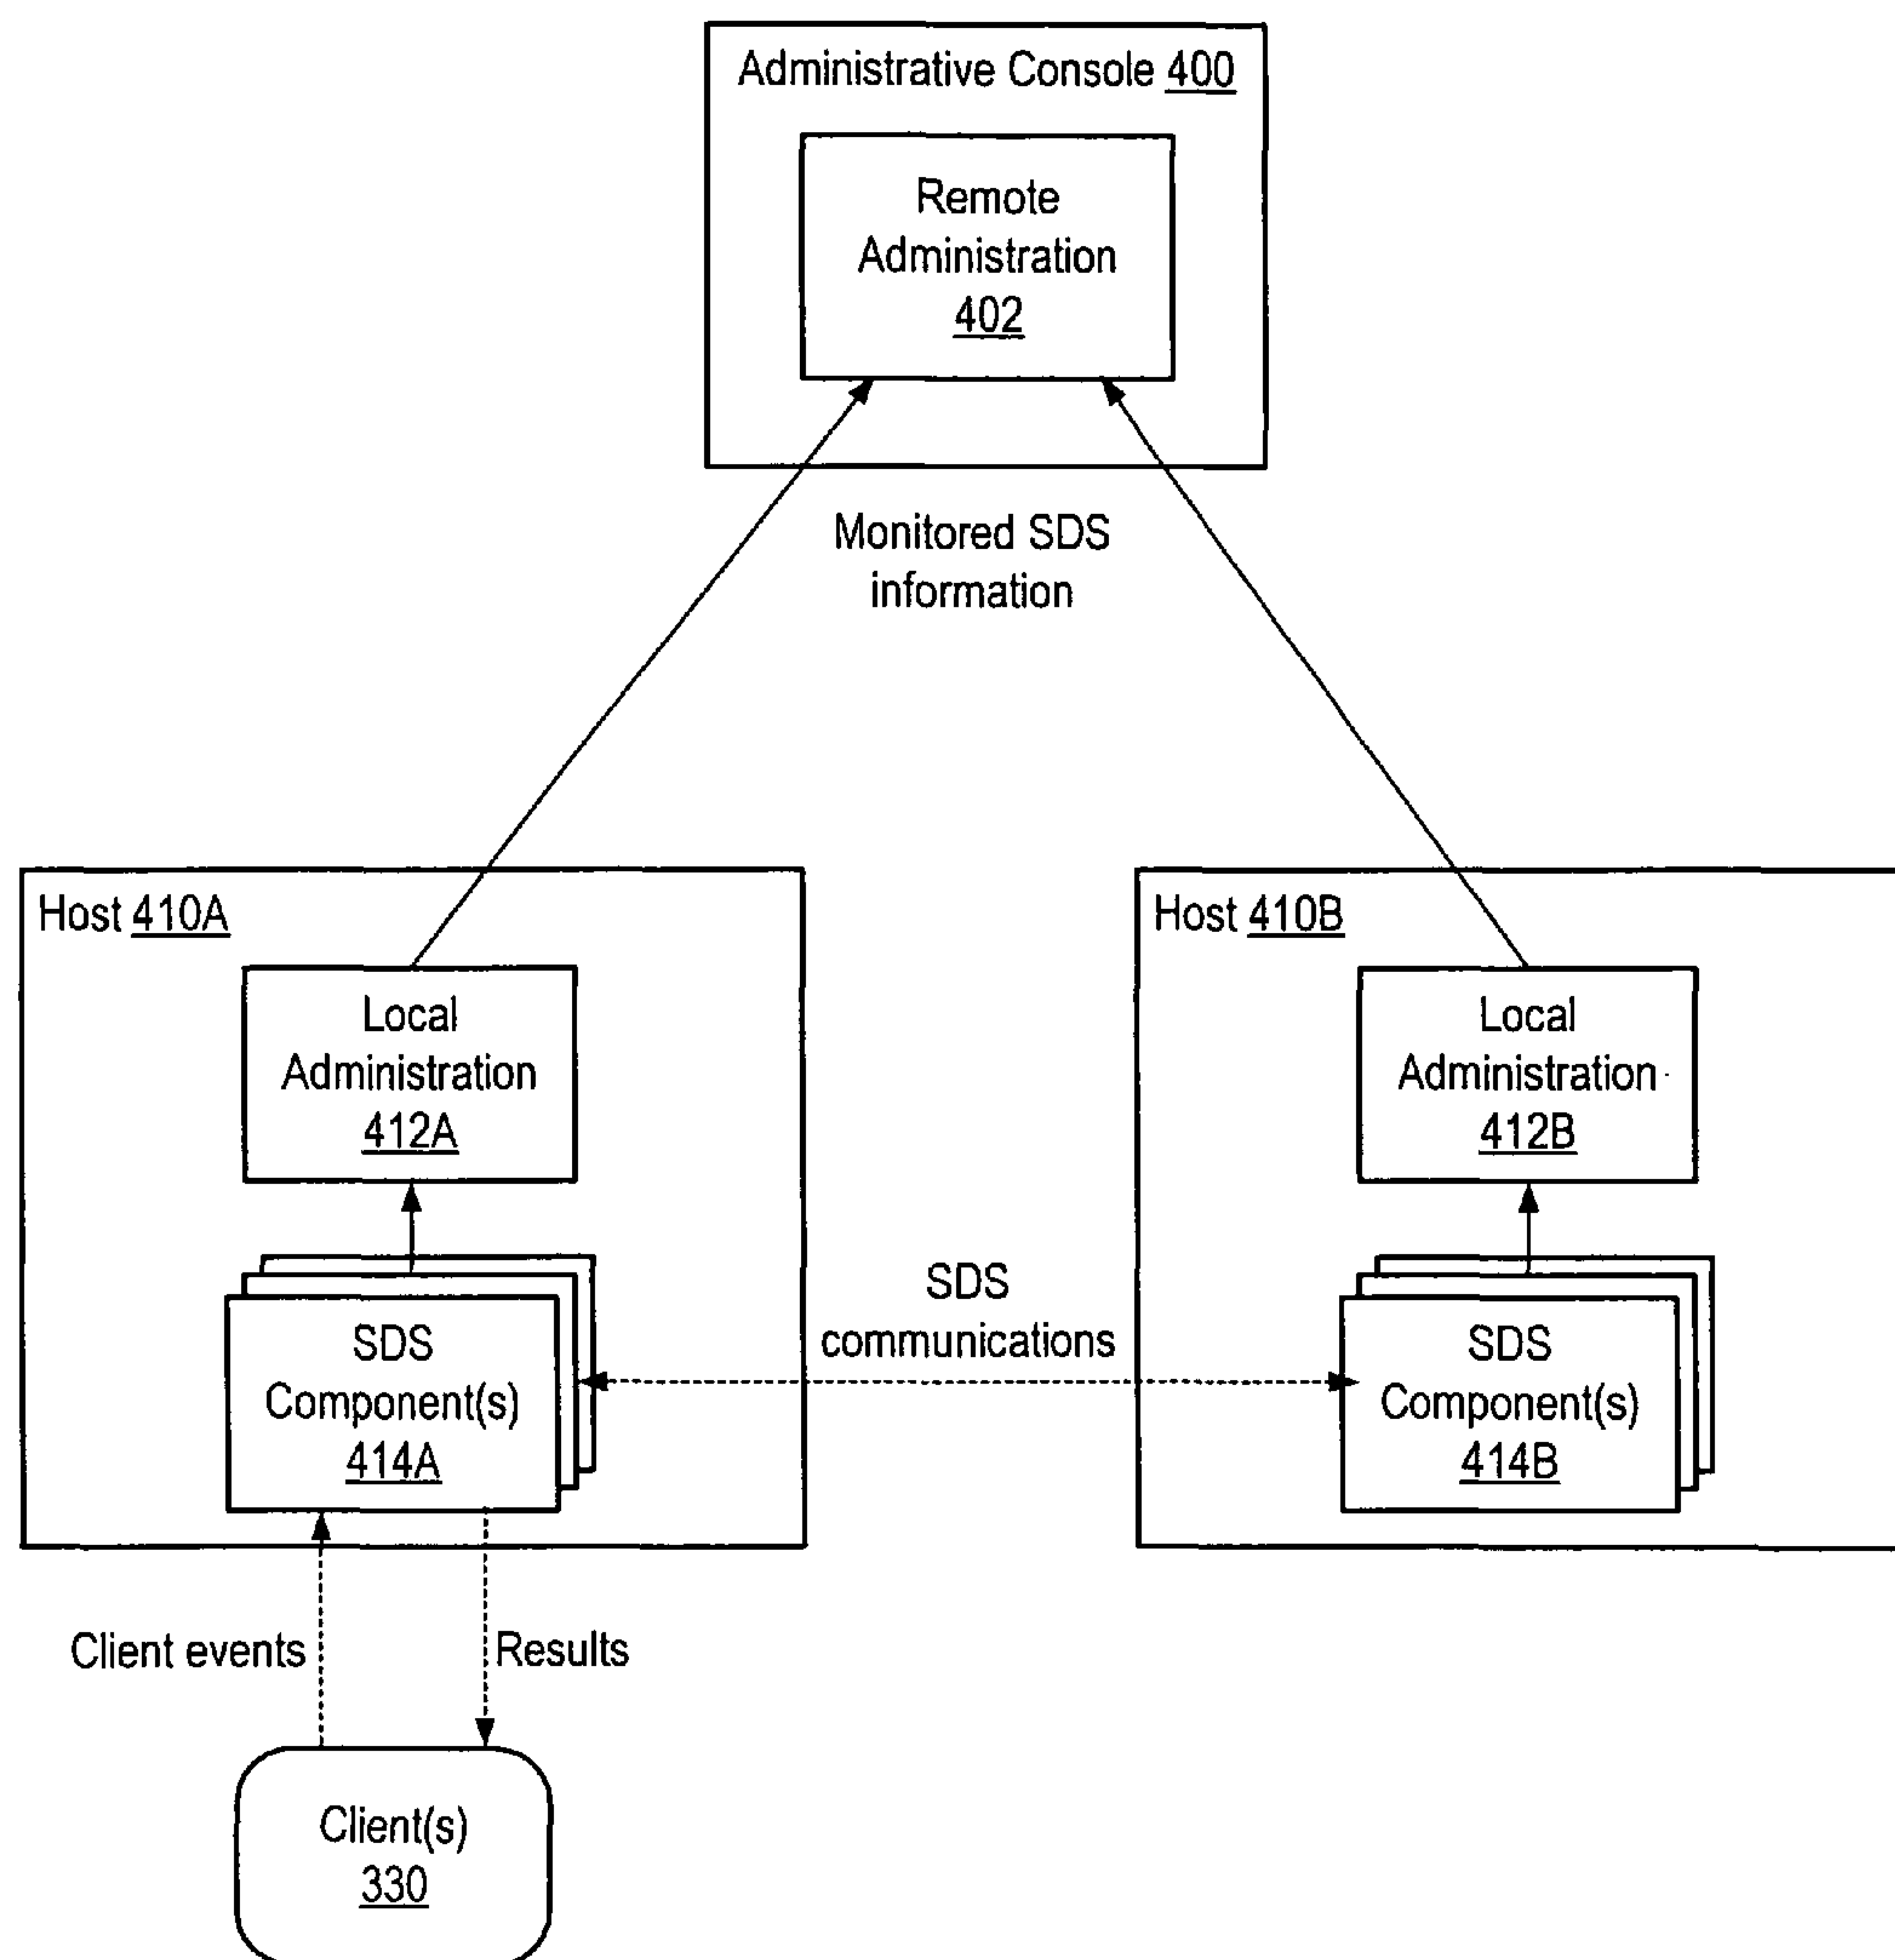 Administrative Console 400
Remote
Administration
402
Monitored SDS
information
Host 410A
Local
Administration
412A
SDS
Component(s)
414A
SDS
communications
Host 410B
Local
Administration
412B
SDS
Component(s)
414B
Client events
Results
Client(s)
330